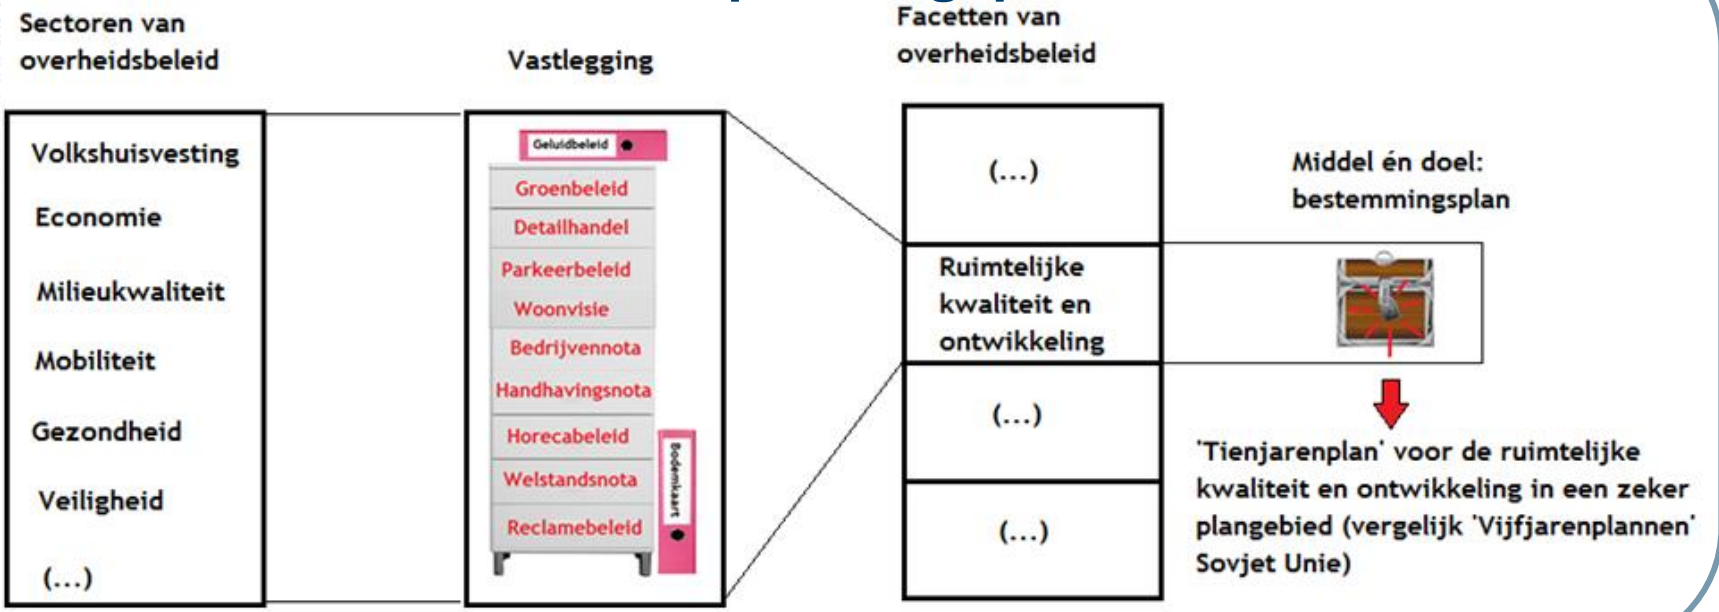 Sectoren van
overheidsbeleid
Volkshuisvesting
Economie
Milieukwaliteit
Mobiliteit
Gezondheid
Veiligheid
(...)
Vastlegging
Geluidbeleid
Groenbeleid
Detailhandel
Parkeerbeleid
Woonvisie
Bedrijvennota
Handhavingsnota
Horecabeleid
Welstandsnota
Reclamebeleid
Bodemkaart
Facetten van
overheidsbeleid
(...)
Ruimtelijke
kwaliteit en
ontwikkeling
(...)
(...)
Middel én doel:
bestemmingsplan
'Tienjarenplan' voor de ruimtelijke
kwaliteit en ontwikkeling in een zeker
plangebied (vergelijk 'Vijfjarenplannen'
Sovjet Unie)